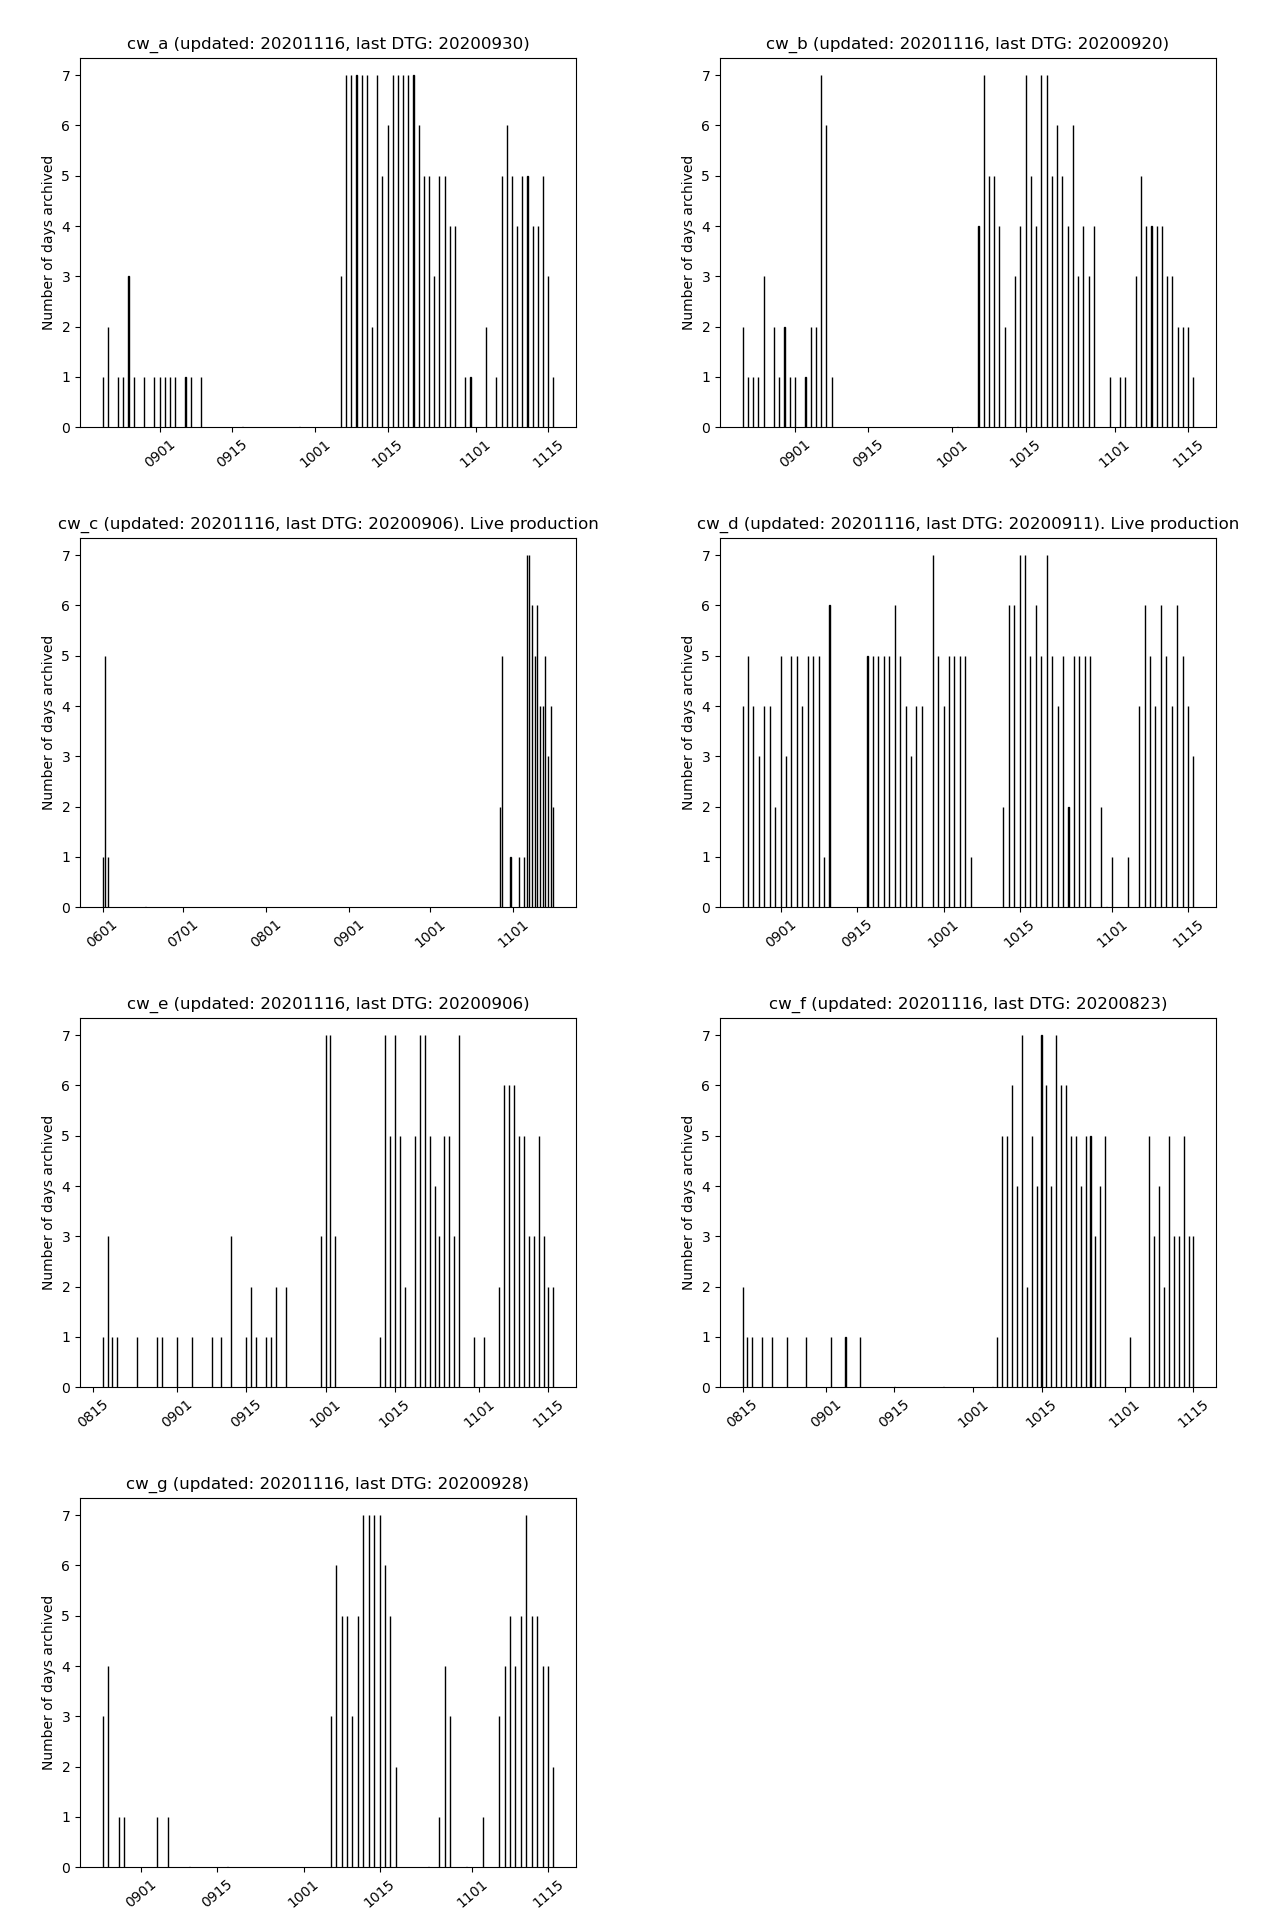 cw_a (updated: 20201116, last DTG: 20200930)
Number of days archived
7
6
5
4
3
2
1
0
0901 0915 1001 1015 1101 1115
cw_b (updated: 20201116, last DTG: 20200920)
Number of days archived
7
6
5
4
3
2
1
0
0901 0915 1001 1015 1101 1115
cw_c (updated: 20201116, last DTG: 20200906). Live production
Number of days archived
7
6
5
4
3
2
1
0
0601 0701 0801 0901 1001 1101
cw_d (updated: 20201116, last DTG: 20200911). Live production
Number of days archived
7
6
5
4
3
2
1
0
0901 0915 1001 1015 1101 1115
cw_e (updated: 20201116, last DTG: 20200906)
Number of days archived
7
6
5
4
3
2
1
0
0815 0901 0915 1001 1015 1101 1115
cw_f (updated: 20201116, last DTG: 20200823)
Number of days archived
7
6
5
4
3
2
1
0
0815 0901 0915 1001 1015 1101 1115
cw_g (updated: 20201116, last DTG: 20200928)
Number of days archived
7
6
5
4
3
2
1
0
0901 0915 1001 1015 1101 1115